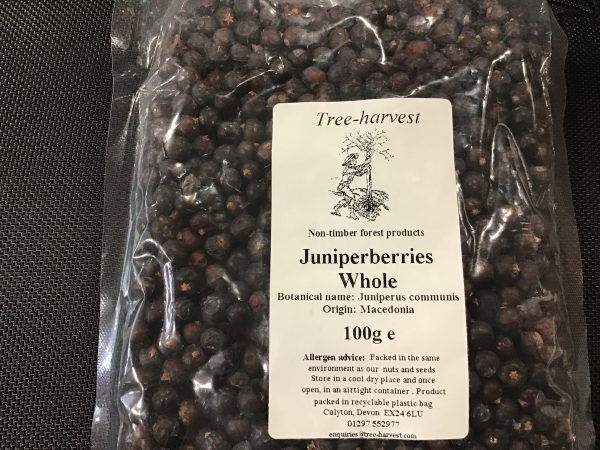 Tree-harvest
Non-timber forest products
Juniperberries
Whole
Botanical name: Juniperus communis
Origin: Macedonia
100g e
Allergen advice: Packed in the same
environment as our nuts and seeds
Store in a cool dry place and once
open, in an airtight container . Product
packed in recyclable plastic bag
Colyton, Devon EX24 6LU
01297 552977
enquiries@tree-harvest.com